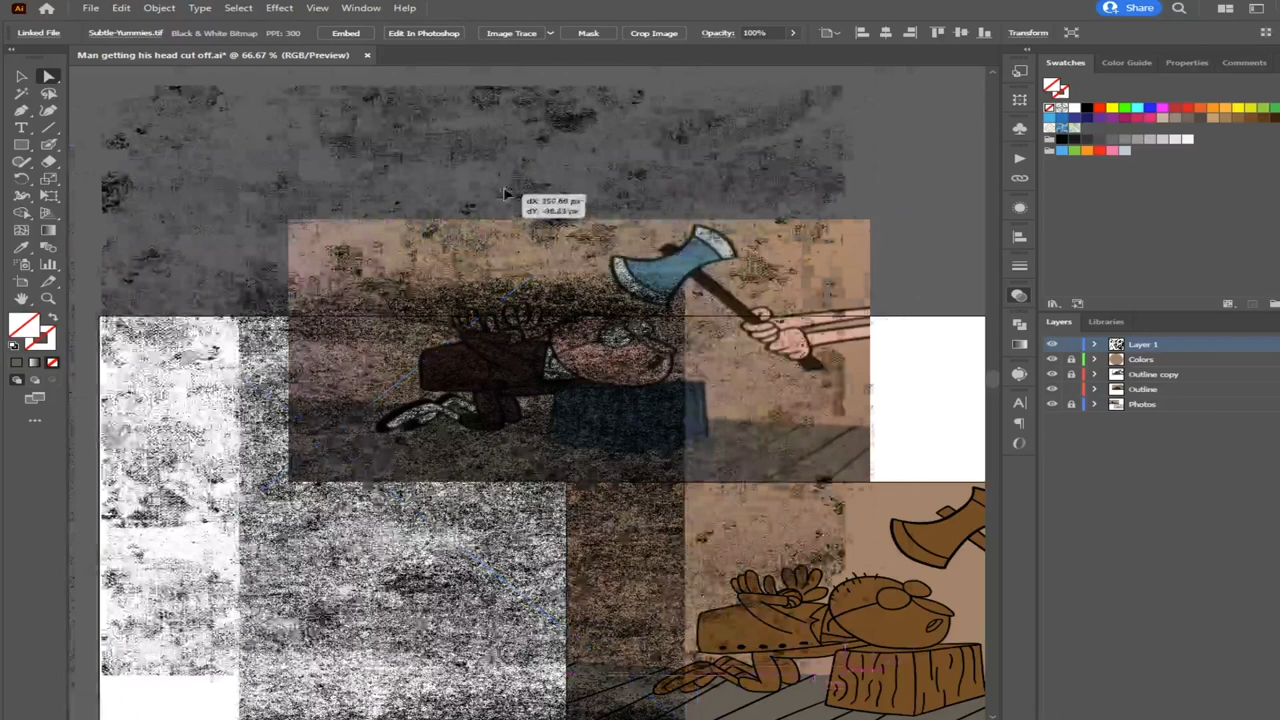 Ai File Edit Object Type Select Effect View Window Help Share
Linked File Subtle-Yummies.tif Black & White Bitmap PPI: 300 Embed Edit In Photoshop Image Trace Mask Crop Image Opacity: 100% Transform
Man getting his head cut off.ai* @ 66.67 % (RGB/Preview)
Swatches Color Guide Properties Comments
Layers Libraries
Layer 1
Colors
Outline copy
Outline
Photos